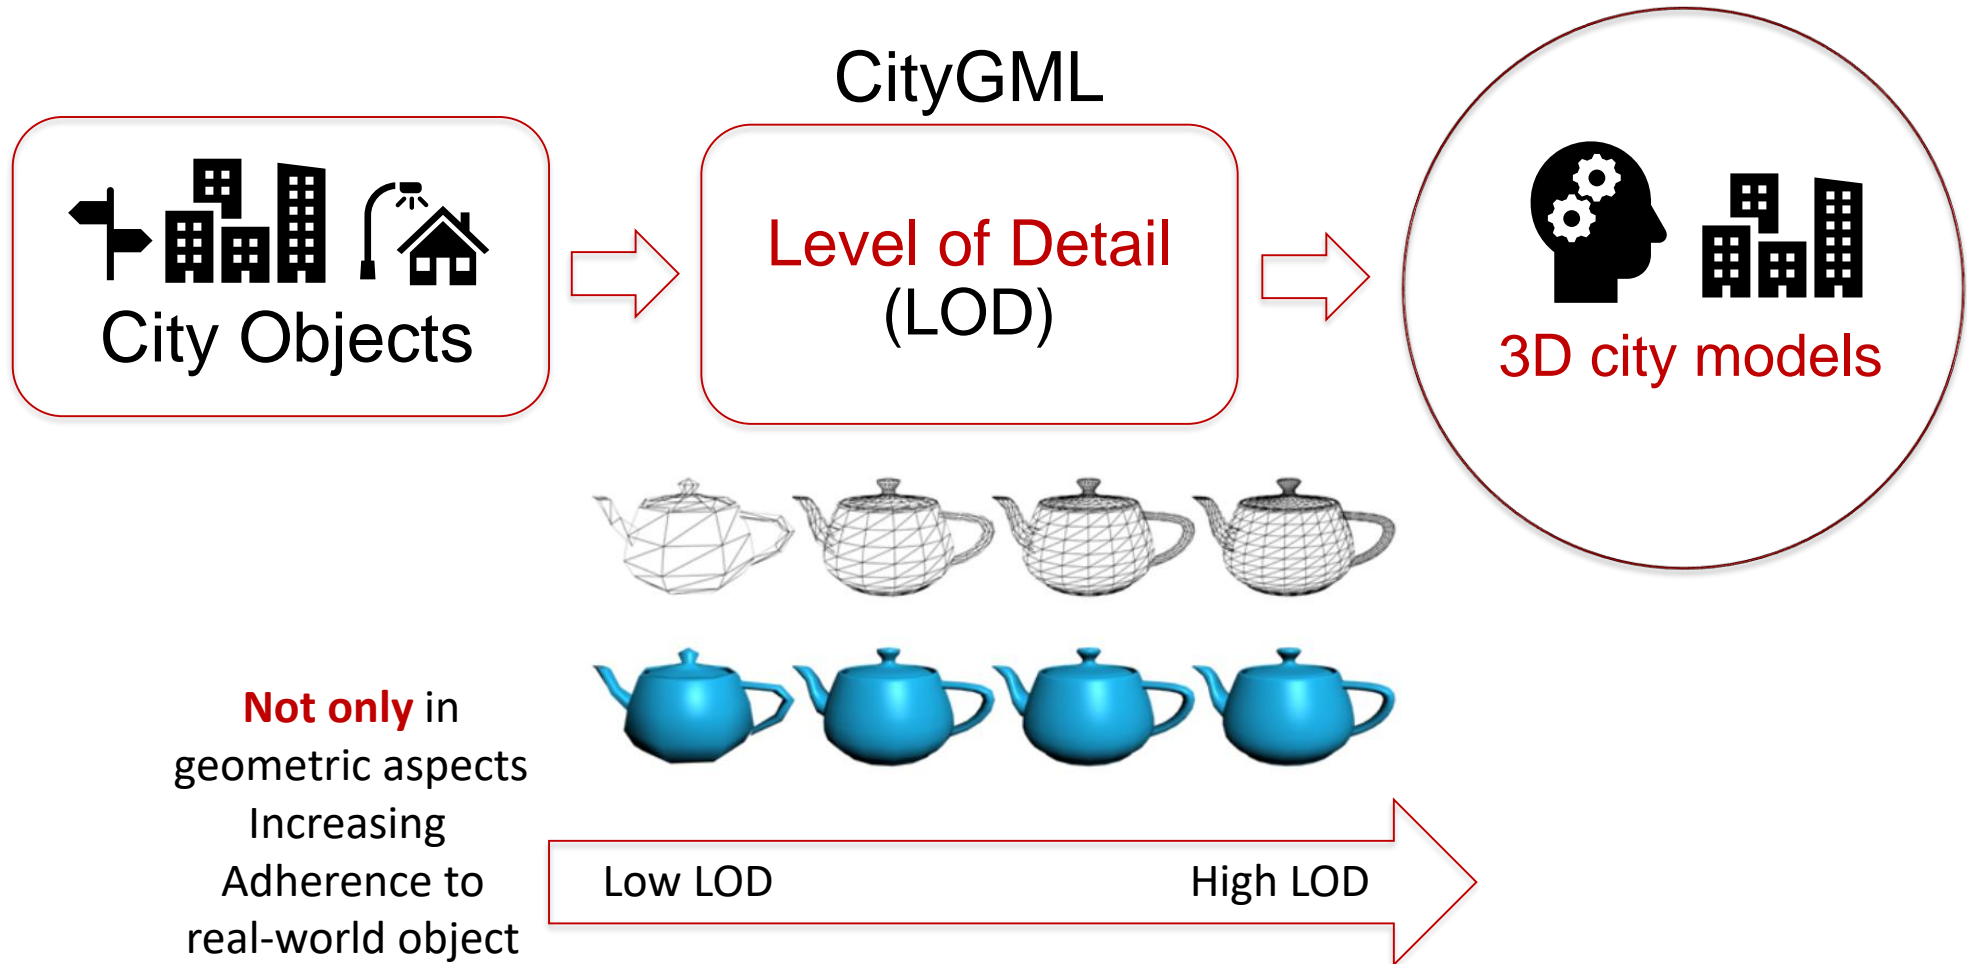 CityGML
City Objects
Level of Detail
(LOD)
3D city models
Not only in
geometric aspects
Increasing
Adherence to
real-world object
Low LOD
High LOD